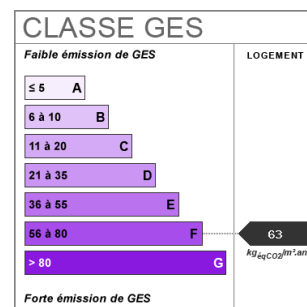 CLASSE GES
Faible émission de GES
LOGEMENT
≤ 5 A
6 à 10 B
11 à 20 C
21 à 35 D
36 à 55 E
56 à 80 F
63
kgéqCO2/m².an
> 80 G
Forte émission de GES